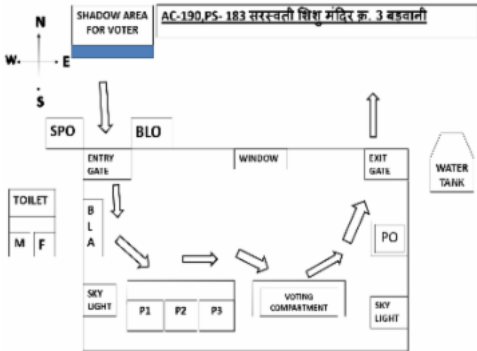 N
SHADOW AREA
FOR VOTER
AC-190,PS- 183 सरस्वती शिशु मंदिर क्र. 3 बडवानी
W
E
S
SPO
BLO
ENTRY
GATE
WINDOW
EXIT
GATE
WATER
TANK
TOILET
M
F
B
L
A
PO
SKY
LIGHT
P1
P2
P3
VOTING
COMPARTMENT
SKY
LIGHT